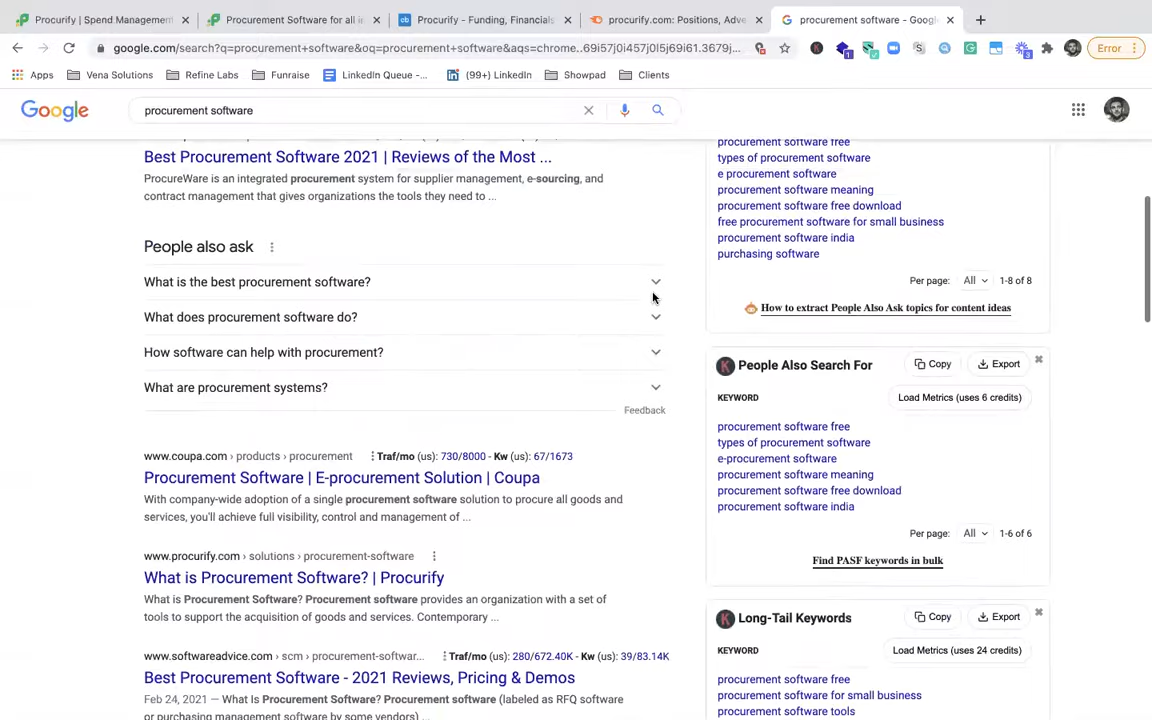 Procurify | Spend Managemen
Procurement Software for all in
Procurify - Funding, Financials
procurify.com: Positions, Adve
procurement software - Google
google.com/search?q=procurement+software&oq=procurement+software&aqs=chrome..69i57j0i457j0l5j69i61.3679j...
Error
Apps
Vena Solutions
Refine Labs
Funraise
LinkedIn Queue -...
(99+) LinkedIn
Showpad
Clients
Google
procurement software
Best Procurement Software 2021 | Reviews of the Most ...
ProcureWare is an integrated procurement system for supplier management, e-sourcing, and
contract management that gives organizations the tools they need to ...
People also ask
What is the best procurement software?
What does procurement software do?
How software can help with procurement?
What are procurement systems?
Feedback
www.coupa.com › products › procurement
Traf/mo (us): 730/8000 - Kw (us): 67/1673
Procurement Software | E-procurement Solution | Coupa
With company-wide adoption of a single procurement software solution to procure all goods and
services, you'll achieve full visibility, control and management of ...
www.procurify.com › solutions › procurement-software
What is Procurement Software? | Procurify
What is Procurement Software? Procurement software provides an organization with a set of
tools to support the acquisition of goods and services. Contemporary ...
www.softwareadvice.com › scm › procurement-softwar...
Traf/mo (us): 280/672.40K - Kw (us): 39/83.14K
Best Procurement Software - 2021 Reviews, Pricing & Demos
Feb 24, 2021 — What Is Procurement Software? Procurement software (labeled as RFQ software
or purchasing management software by some vendors) ...
procurement software free
types of procurement software
e procurement software
procurement software meaning
procurement software free download
free procurement software for small business
procurement software india
purchasing software
Per page: All 1-8 of 8
How to extract People Also Ask topics for content ideas
People Also Search For
Copy
Export
KEYWORD
Load Metrics (uses 6 credits)
procurement software free
types of procurement software
e-procurement software
procurement software meaning
procurement software free download
procurement software india
Per page: All 1-6 of 6
Find PASF keywords in bulk
Long-Tail Keywords
Copy
Export
KEYWORD
Load Metrics (uses 24 credits)
procurement software free
procurement software for small business
procurement software tools